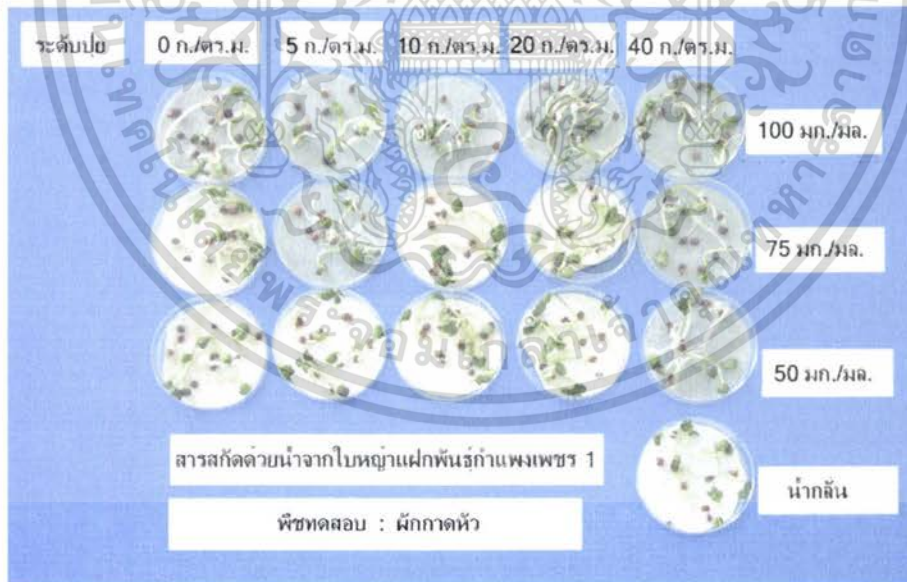 ระดับปุ๋ย 0 ก./ตร.ม. 5 ก./ตร.ม. 10 ก./ตร.ม. 20 ก./ตร.ม. 40 ก./ตร.ม.
100 มก./มล.
75 มก./มล.
50 มก./มล.
สารสกัดด้วยน้ำจากใบหญ้าแฝกพันธุ์กำแพงเพชร 1
น้ำกลั่น
พืชทดสอบ : ผักกาดหัว